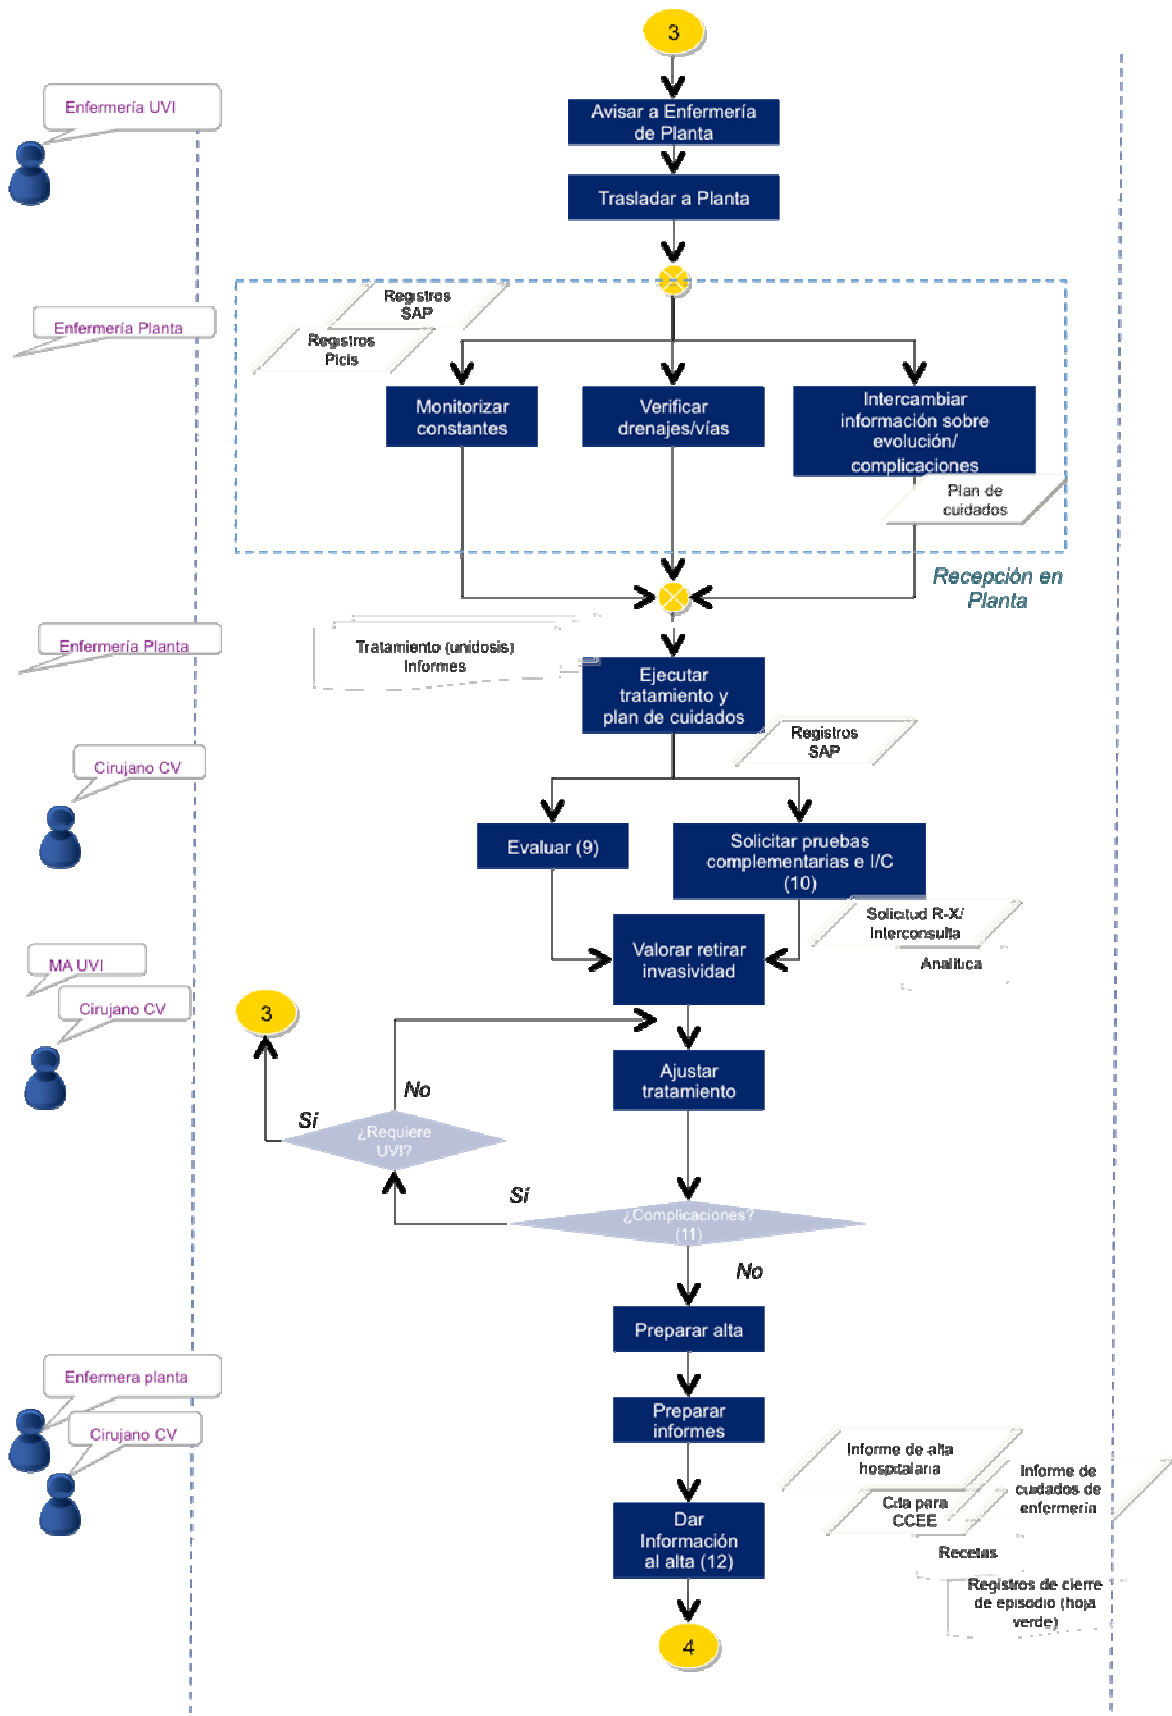 3
Enfermería UVI
Avisar a Enfermería
de Planta
Trasladar a Planta
Enfermería Planta
Registros
SAP
Registros
Picis
Monitorizar
constantes
Verificar
drenajes/vías
Intercambiar
información sobre
evolución/
complicaciones
Plan de
cuidados
Recepción en
Planta
Enfermería Planta
Tratamiento (unidosis)
Informes
Ejecutar
tratamiento y
plan de cuidados
Registros
SAP
Cirujano CV
Evaluar (9)
Solicitar pruebas
complementarias e I/C
(10)
Solicitud R-X/
Interconsulta
Analítica
Valorar retirar
invasividad
MA UVI
Cirujano CV
3
Ajustar
tratamiento
No
Sí
¿Requiere
UVI?
Sí
¿Complicaciones?
(11)
No
Preparar alta
Enfermera planta
Cirujano CV
Preparar
informes
Informe de alta
hospitalaria
Informe de
cuidados de
enfermería
Cita para
CCEE
Dar
Información
al alta (12)
Recetas
Registros de cierre
de episodio (hoja
verde)
4